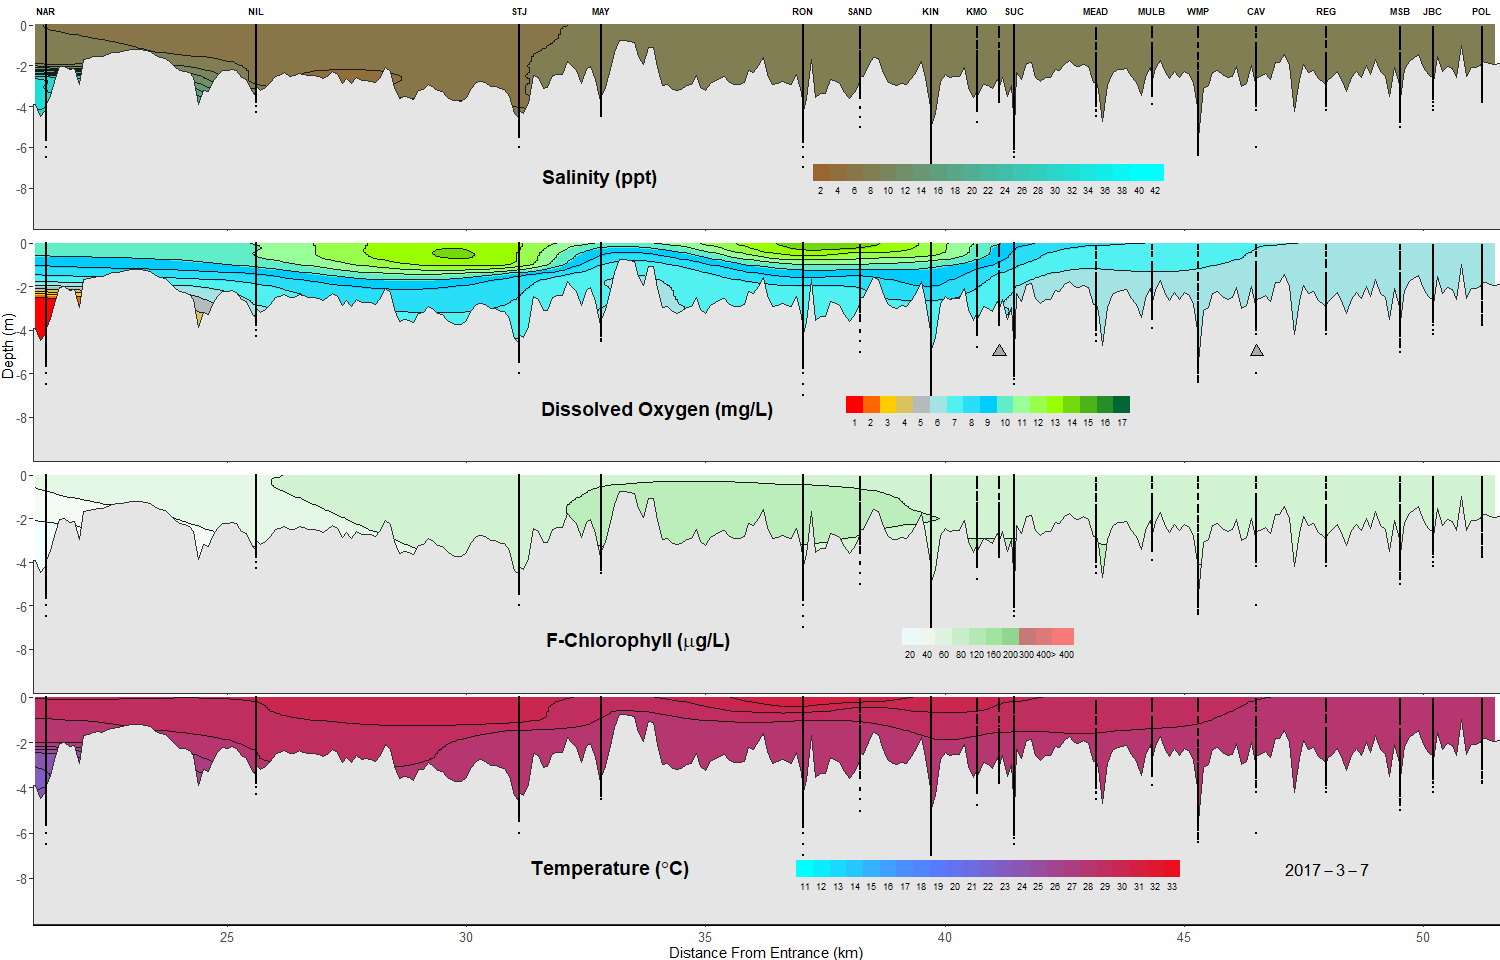 NAR NIL STJ MAY RON SAND KIN KMO SUC MEAD MULB WMP CAV REG MSB JBC POL
0
-2
-4
-6
-8
Salinity (ppt)
2 4 6 8 10 12 14 16 18 20 22 24 26 28 30 32 34 36 38 40 42
0
-2
-4
-6
-8
Depth (m)
Dissolved Oxygen (mg/L)
1 2 3 4 5 6 7 8 9 10 11 12 13 14 15 16 17
0
-2
-4
-6
-8
F-Chlorophyll (μg/L)
20 40 60 80 120 160 200 300 400 > 400
0
-2
-4
-6
-8
Temperature (°C)
11 12 13 14 15 16 17 18 19 20 21 22 23 24 25 26 27 28 29 30 31 32 33
2017 – 3 – 7
25 30 35 40 45 50
Distance From Entrance (km)